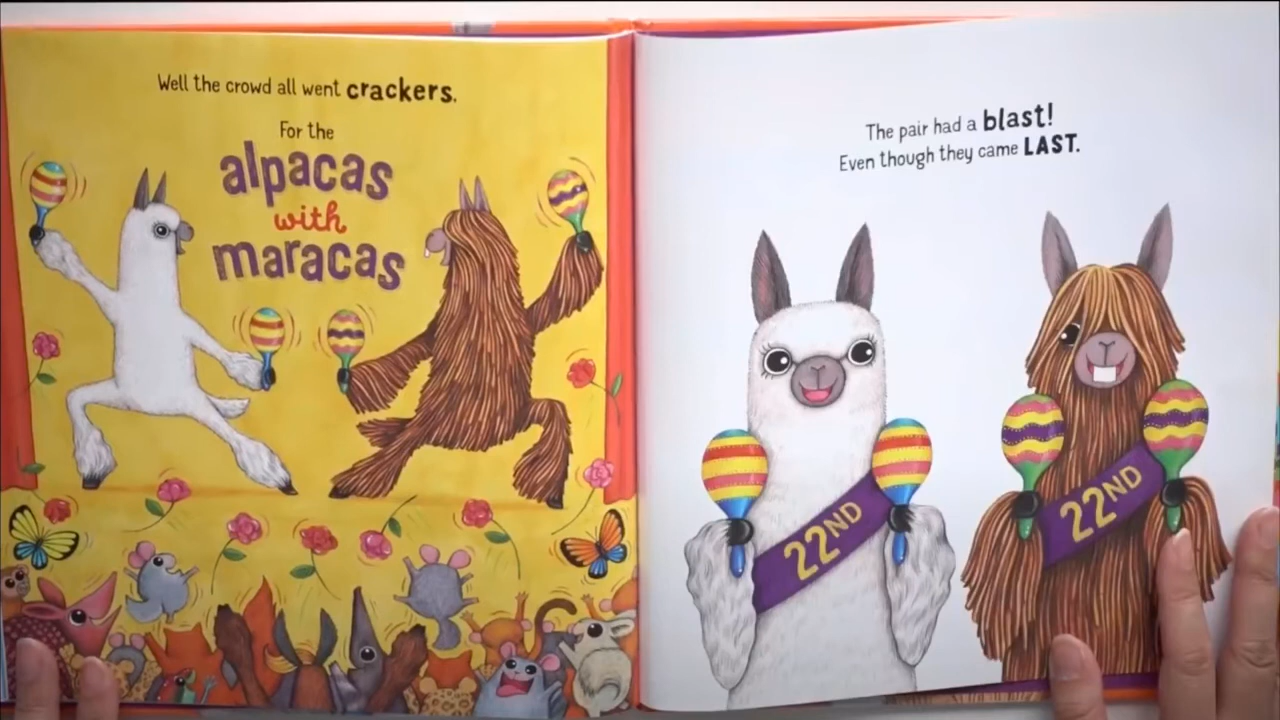 Well the crowd all went crackers.
For the
alpacas
with
maracas
The pair had a blast!
Even though they came LAST.
22ND
22ND